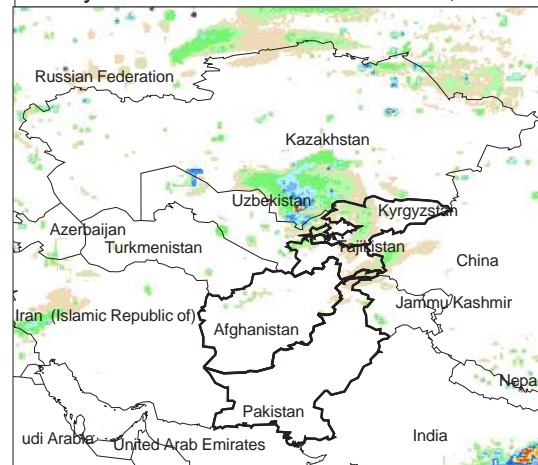 Russian Federation
Kazakhstan
Uzbekistan
Kyrgyzstan
Azerbaijan
Turkmenistan
Tajikistan
China
Jammu Kashmir
Iran (Islamic Republic of)
Afghanistan
Nepa
Pakistan
India
udi Arabia
United Arab Emirates